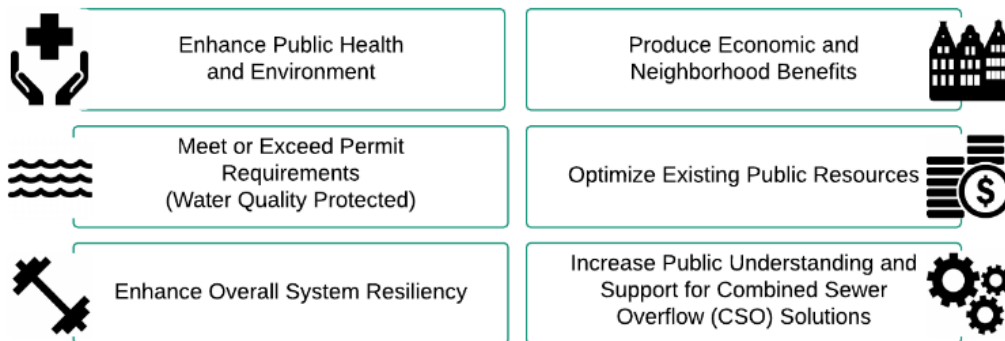 Enhance Public Health
and Environment
Produce Economic and
Neighborhood Benefits
Meet or Exceed Permit
Requirements
(Water Quality Protected)
Optimize Existing Public Resources
$
Enhance Overall System Resiliency
Increase Public Understanding and
Support for Combined Sewer
Overflow (CSO) Solutions